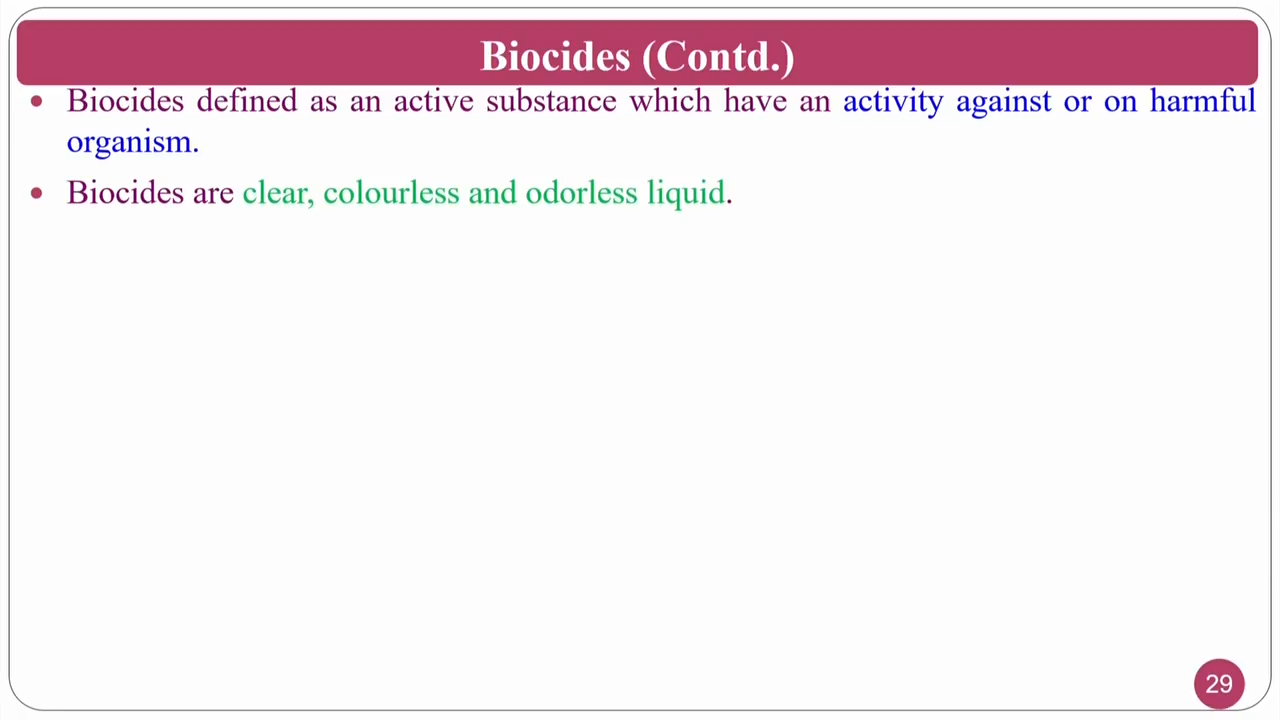 Biocides (Contd.)
• Biocides defined as an active substance which have an activity against or on harmful
organism.
• Biocides are clear, colourless and odorless liquid.
29